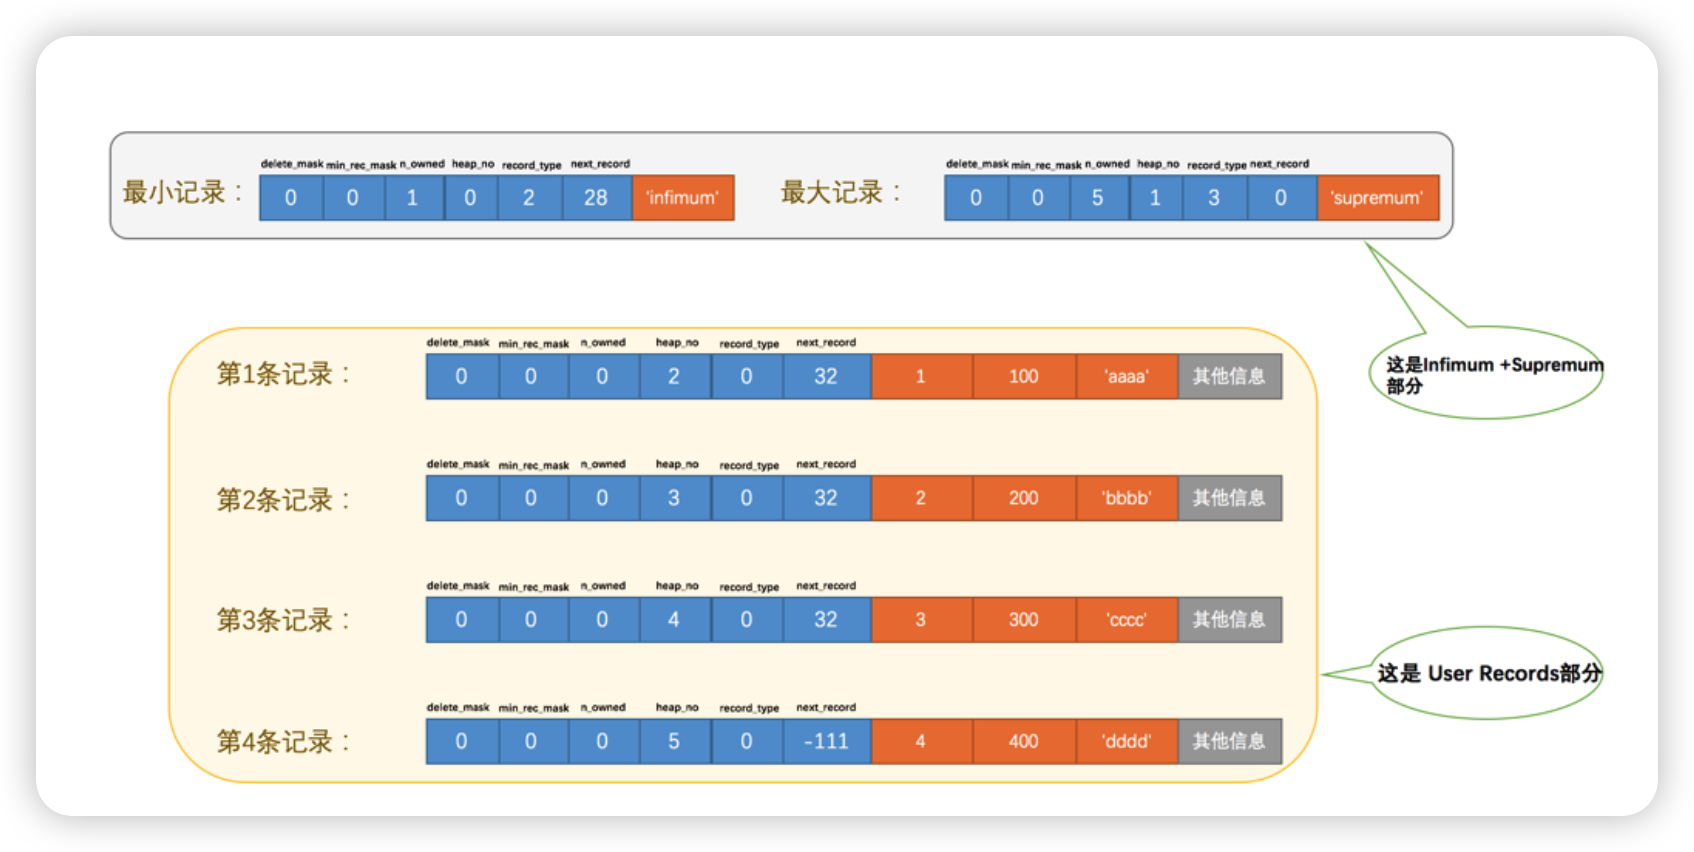 delete_mask min_rec_mask n_owned heap_no record_type next_record
最小记录： 0 0 1 0 2 28 'infimum'
delete_mask min_rec_mask n_owned heap_no record_type next_record
最大记录： 0 0 5 1 3 0 'supremum'
这是Infimum +Supremum
部分
delete_mask min_rec_mask n_owned heap_no record_type next_record
第1条记录： 0 0 0 2 0 32 1 100 'aaaa' 其他信息
delete_mask min_rec_mask n_owned heap_no record_type next_record
第2条记录： 0 0 0 3 0 32 2 200 'bbbb' 其他信息
delete_mask min_rec_mask n_owned heap_no record_type next_record
第3条记录： 0 0 0 4 0 32 3 300 'cccc' 其他信息
这是 User Records部分
delete_mask min_rec_mask n_owned heap_no record_type next_record
第4条记录： 0 0 0 5 0 -111 4 400 'dddd' 其他信息